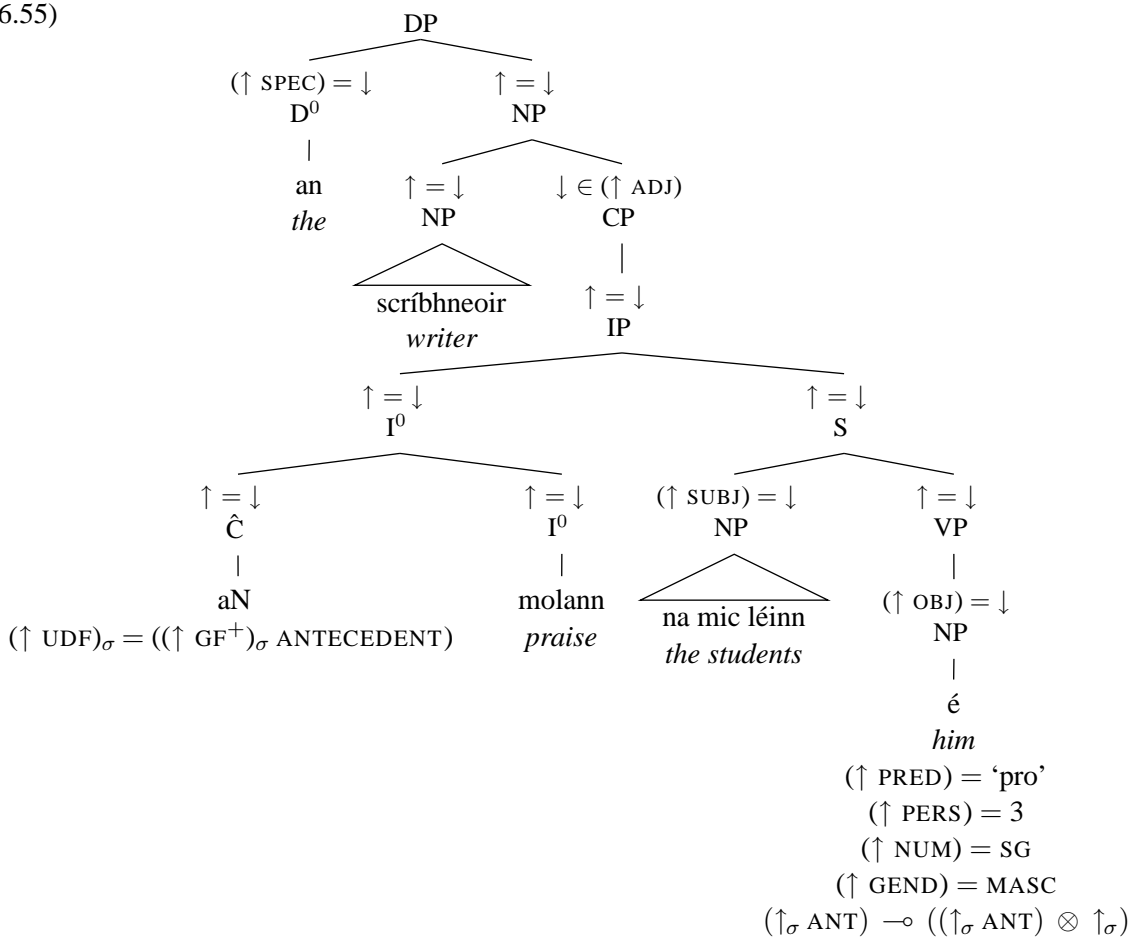 6.55)
DP
(↑ SPEC) = ↓ ↑ = ↓
D⁰ NP
an ↑ = ↓ ↓ ∈ (↑ ADJ)
the NP CP
scríbhneoir ↑ = ↓
writer IP
↑ = ↓ ↑ = ↓
I⁰ S
↑ = ↓ ↑ = ↓ (↑ SUBJ) = ↓ ↑ = ↓
Ĉ I⁰ NP VP
aN molann na mic léinn (↑ OBJ) = ↓
(↑ UDF)σ = ((↑ GF⁺)σ ANTECEDENT) praise the students NP
é
him
(↑ PRED) = ‘pro’
(↑ PERS) = 3
(↑ NUM) = SG
(↑ GEND) = MASC
(↑σ ANT) ⊸ ((↑σ ANT) ⊗ ↑σ)